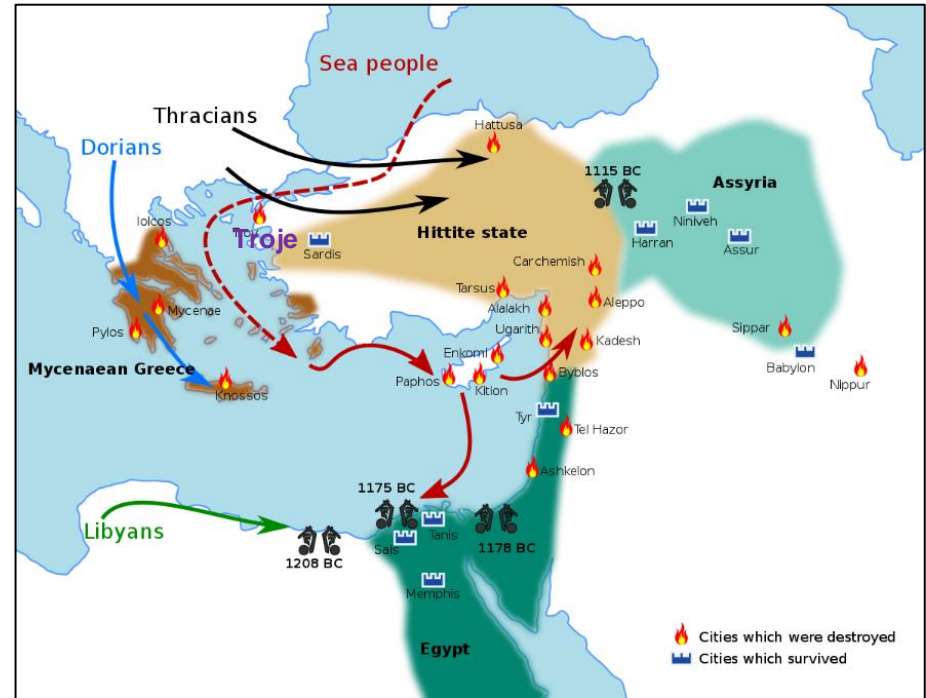 Sea people
Thracians
Dorians
Hattusa
1115 BC
Assyria
Iolcos
Troy
Troje
Sardis
Hittite state
Harran
Niniveh
Assur
Carchemish
Tarsus
Alalakh
Aleppo
Mycenae
Pylos
Ugarith
Kadesh
Sippar
Enkomi
Mycenaean Greece
Paphos
Kition
Byblos
Babylon
Nippur
Knossos
Tyr
Tel Hazor
Ashkelon
1175 BC
Libyans
Tanis
Sais
1178 BC
1208 BC
Memphis
Cities which were destroyed
Egypt
Cities which survived